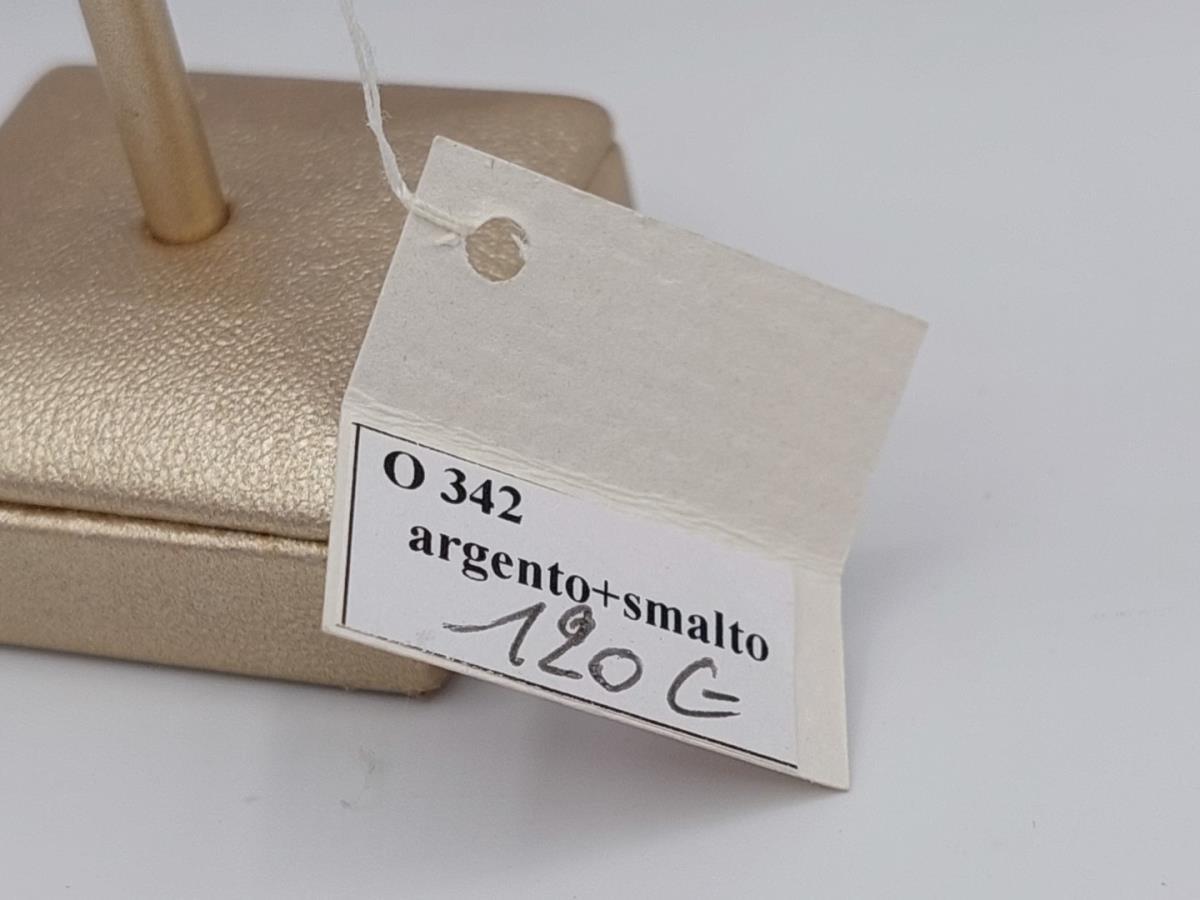 O 342
argento+smalto
120 €